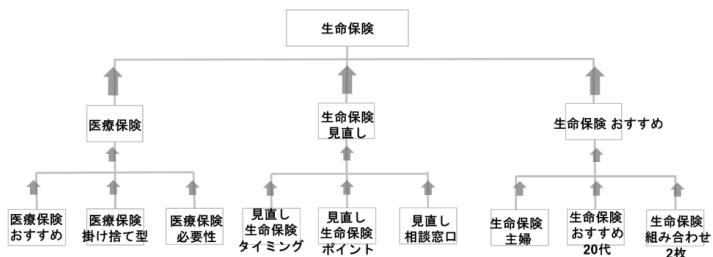 生命保険
医療保険
生命保険
見直し
生命保険 おすすめ
医療保険
おすすめ
医療保険
掛け捨て型
医療保険
必要性
見直し
生命保険
タイミング
見直し
生命保険
ポイント
見直し
相談窓口
生命保険
主婦
生命保険
おすすめ
20代
生命保険
組み合わせ
2枚